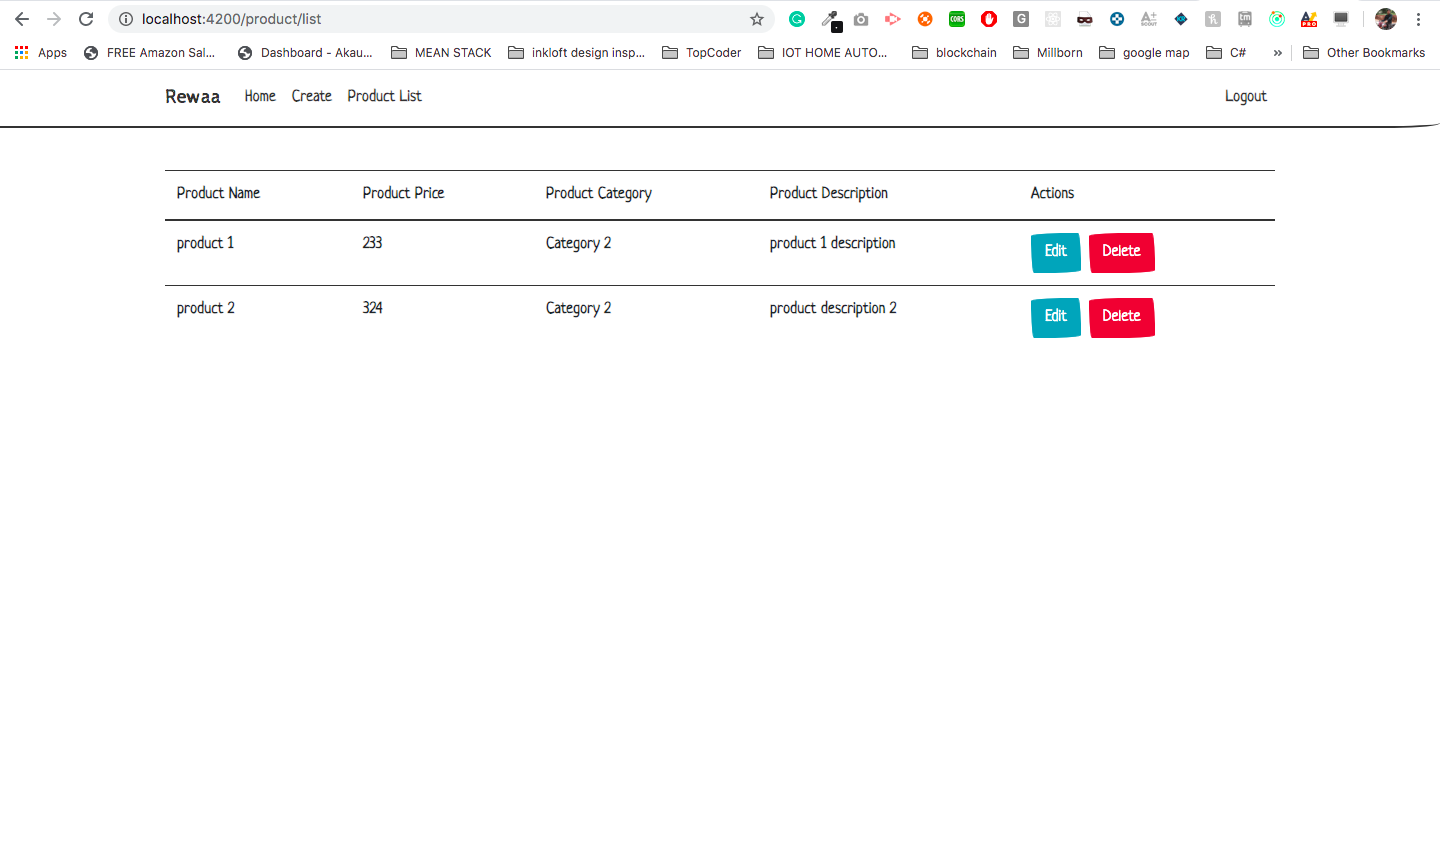 localhost:4200/product/list
Apps FREE Amazon Sal... Dashboard - Akau... MEAN STACK inkloft design insp... TopCoder IOT HOME AUTO... blockchain Millborn google map C# » Other Bookmarks
Rewaa Home Create Product List Logout
Product Name Product Price Product Category Product Description Actions
product 1 233 Category 2 product 1 description Edit Delete
product 2 324 Category 2 product description 2 Edit Delete